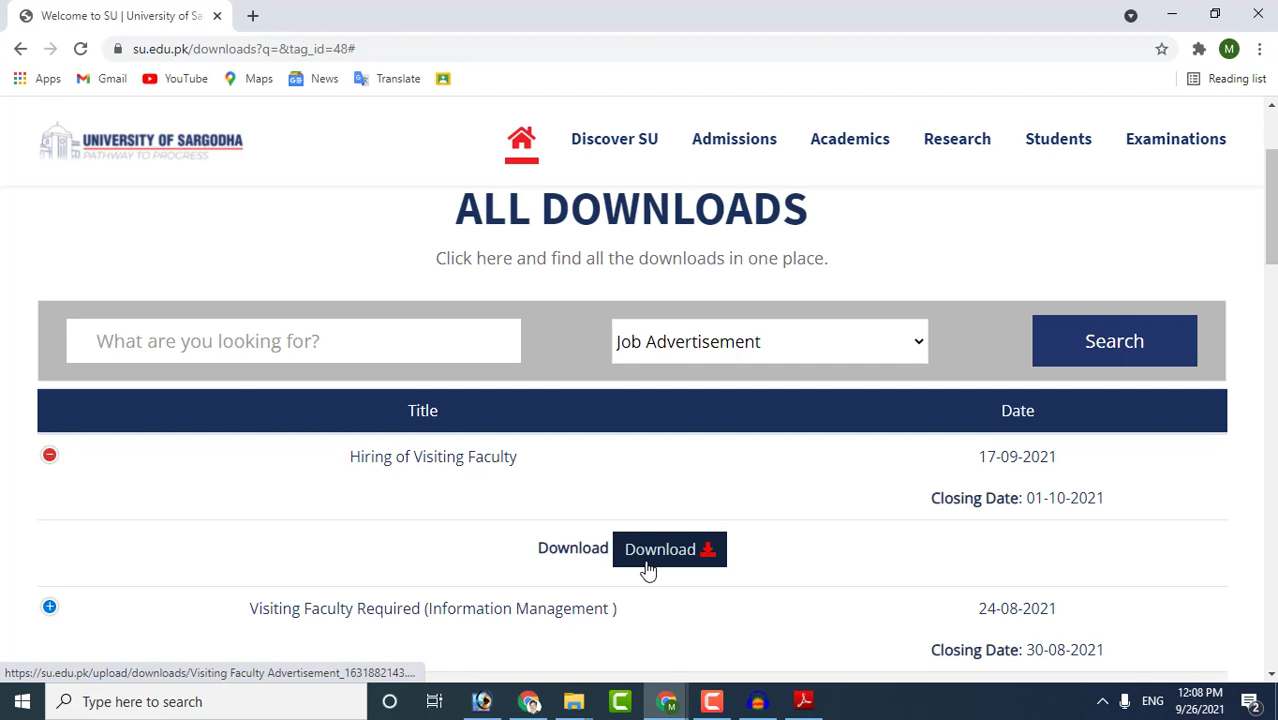 Welcome to SU | University of Sa
su.edu.pk/downloads?q=&tag_id=48#
M
Apps
Gmail
YouTube
Maps
News
Translate
Reading list
UNIVERSITY OF SARGODHA
PATHWAY TO PROGRESS
Discover SU
Admissions
Academics
Research
Students
Examinations
ALL DOWNLOADS
Click here and find all the downloads in one place.
What are you looking for?
Job Advertisement
Search
Title
Date
Hiring of Visiting Faculty
17-09-2021
Closing Date: 01-10-2021
Download
Download
Visiting Faculty Required (Information Management )
24-08-2021
Closing Date: 30-08-2021
https://su.edu.pk/upload/downloads/Visiting Faculty Advertisement_1631882143....
Type here to search
ENG
12:08 PM
9/26/2021
2